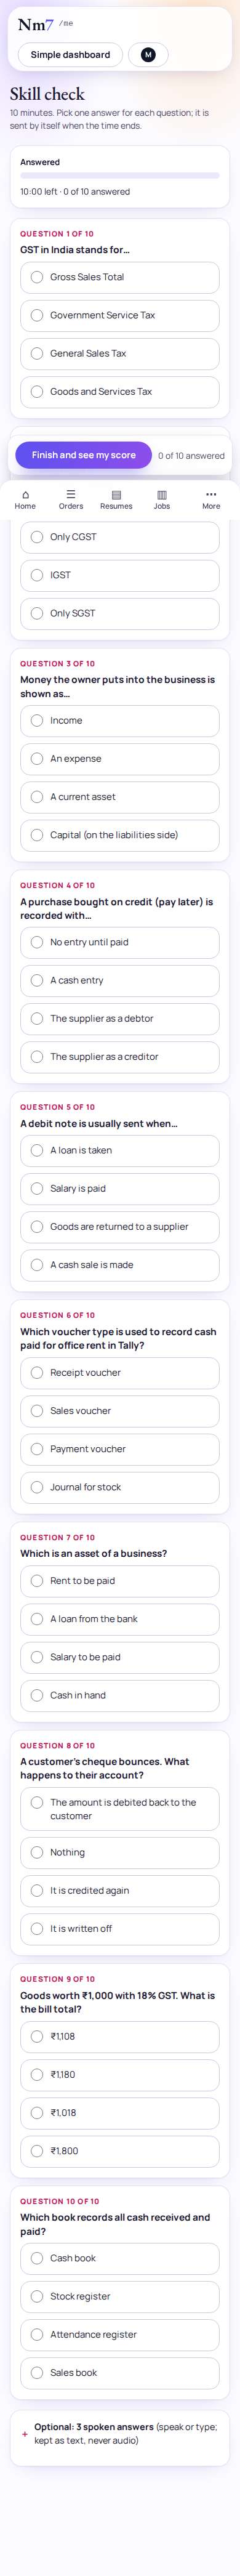 Nm7 /me
Simple dashboard
M
Skill check
10 minutes. Pick one answer for each question; it is
sent by itself when the time ends.
Answered
10:00 left · 0 of 10 answered
QUESTION 1 OF 10
GST in India stands for...
Gross Sales Total
Government Service Tax
General Sales Tax
Goods and Services Tax
Finish and see my score
0 of 10 answered
Home
Orders
Resumes
Jobs
More
Only CGST
IGST
Only SGST
QUESTION 3 OF 10
Money the owner puts into the business is
shown as...
Income
An expense
A current asset
Capital (on the liabilities side)
QUESTION 4 OF 10
A purchase bought on credit (pay later) is
recorded with...
No entry until paid
A cash entry
The supplier as a debtor
The supplier as a creditor
QUESTION 5 OF 10
A debit note is usually sent when...
A loan is taken
Salary is paid
Goods are returned to a supplier
A cash sale is made
QUESTION 6 OF 10
Which voucher type is used to record cash
paid for office rent in Tally?
Receipt voucher
Sales voucher
Payment voucher
Journal for stock
QUESTION 7 OF 10
Which is an asset of a business?
Rent to be paid
A loan from the bank
Salary to be paid
Cash in hand
QUESTION 8 OF 10
A customer's cheque bounces. What
happens to their account?
The amount is debited back to the
customer
Nothing
It is credited again
It is written off
QUESTION 9 OF 10
Goods worth ₹1,000 with 18% GST. What is
the bill total?
₹1,108
₹1,180
₹1,018
₹1,800
QUESTION 10 OF 10
Which book records all cash received and
paid?
Cash book
Stock register
Attendance register
Sales book
+ Optional: 3 spoken answers (speak or type;
kept as text, never audio)